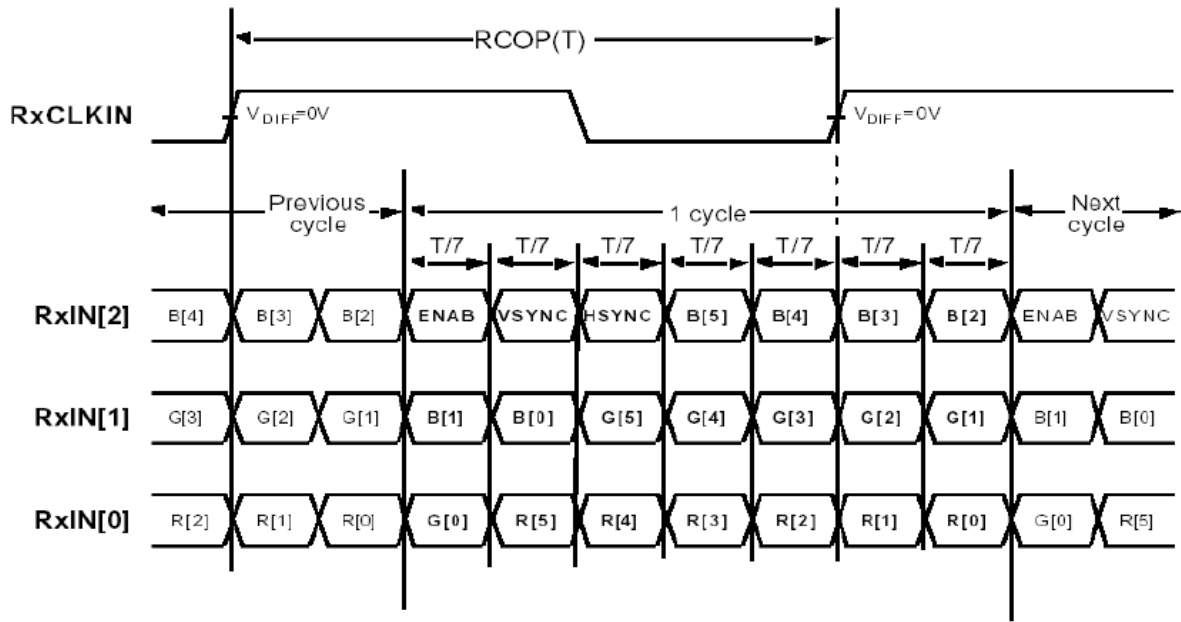 RCOP(T)
RxCLKIN VDIFF=0V VDIFF=0V
Previous cycle 1 cycle Next cycle
T/7 T/7 T/7 T/7 T/7 T/7 T/7
RxIN[2] B[4] B[3] B[2] ENAB VSYNC HSYNC B[5] B[4] B[3] B[2] ENAB VSYNC
RxIN[1] G[3] G[2] G[1] B[1] B[0] G[5] G[4] G[3] G[2] G[1] B[1] B[0]
RxIN[0] R[2] R[1] R[0] G[0] R[5] R[4] R[3] R[2] R[1] R[0] G[0] R[5]